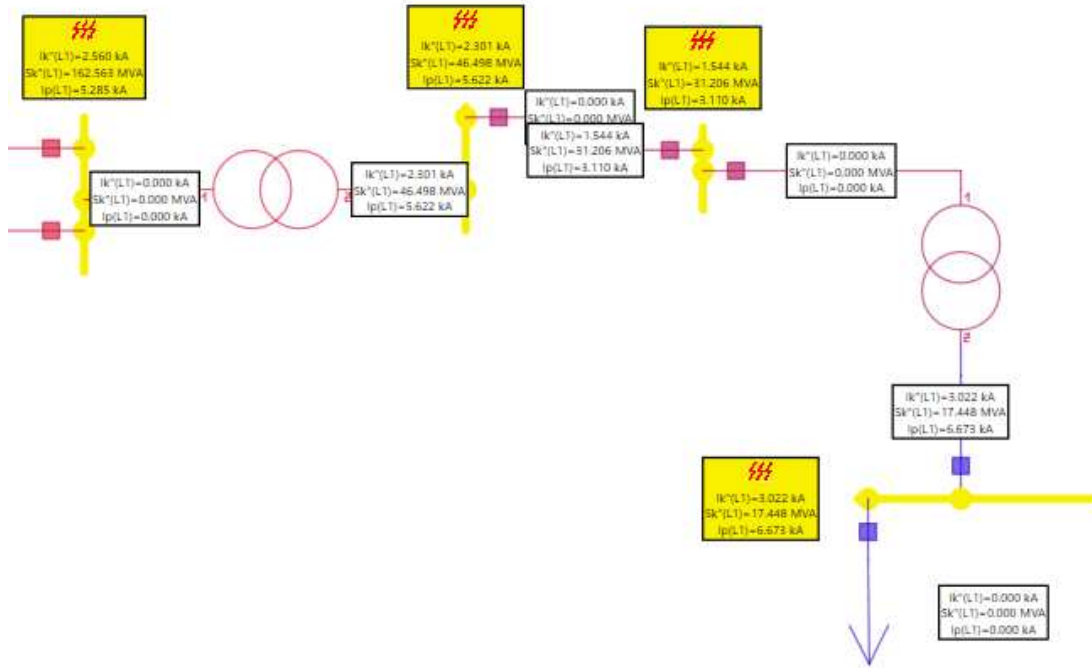 Ik"(L1)=2.560 kA
Sk"(L1)=162.563 MVA
Ip(L1)=5.285 kA
Ik"(L1)=2.301 kA
Sk"(L1)=46.498 MVA
Ip(L1)=5.622 kA
Ik"(L1)=1.544 kA
Sk"(L1)=31.206 MVA
Ip(L1)=3.110 kA
Ik"(L1)=0.000 kA
Sk"(L1)=0.000 MVA
Ik"(L1)=1.544 kA
Sk"(L1)=31.206 MVA
Ip(L1)=3.110 kA
Ik"(L1)=0.000 kA
Sk"(L1)=0.000 MVA
Ip(L1)=0.000 kA
Ik"(L1)=0.000 kA
Sk"(L1)=0.000 MVA
Ip(L1)=0.000 kA
1
2
Ik"(L1)=2.301 kA
Sk"(L1)=46.498 MVA
Ip(L1)=5.622 kA
1
2
Ik"(L1)=3.022 kA
Sk"(L1)=17.448 MVA
Ip(L1)=6.673 kA
Ik"(L1)=3.022 kA
Sk"(L1)=17.448 MVA
Ip(L1)=6.673 kA
Ik"(L1)=0.000 kA
Sk"(L1)=0.000 MVA
Ip(L1)=0.000 kA